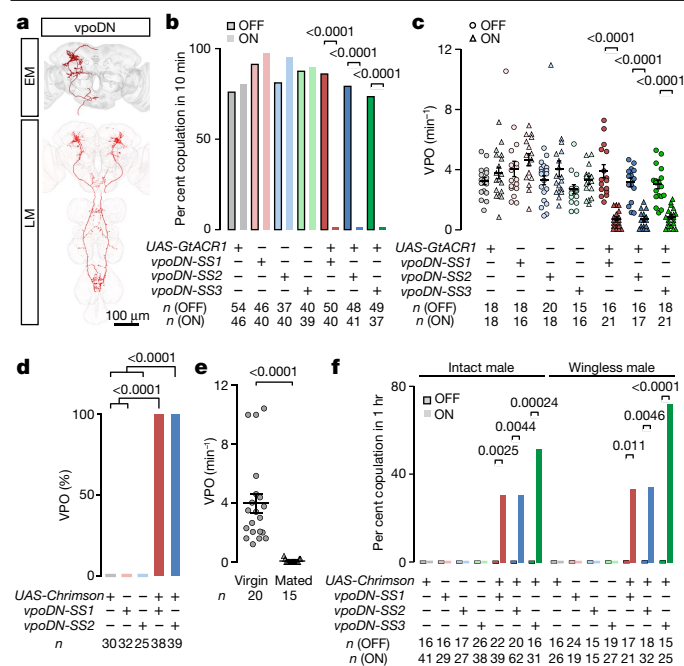 a
vpoDN
EM
LM
100 μm
b
OFF
ON
<0.0001
<0.0001
<0.0001
Per cent copulation in 10 min
100
50
0
UAS-GtACR1 + – – – + + +
vpoDN-SS1 – + – – + – –
vpoDN-SS2 – – + – – + –
vpoDN-SS3 – – – + – – +
n (OFF) 54 46 37 40 50 48 49
n (ON) 46 40 40 39 40 41 37
c
OFF
ON
<0.0001
<0.0001
<0.0001
VPO (min⁻¹)
12
8
4
0
UAS-GtACR1 + – – – + + +
vpoDN-SS1 – + – – + – –
vpoDN-SS2 – – + – – + –
vpoDN-SS3 – – – + – – +
n (OFF) 18 18 20 15 16 16 18
n (ON) 18 16 18 16 21 17 21
d
<0.0001
<0.0001
VPO (%)
100
50
0
UAS-Chrimson + – – + +
vpoDN-SS1 – + – + –
vpoDN-SS2 – – + – +
n 30 32 25 38 39
e
<0.0001
VPO (min⁻¹)
12
8
4
0
Virgin Mated
n 20 15
f
Intact male Wingless male
OFF
ON
0.0025
0.0044
0.00024
0.011
0.0046
<0.0001
Per cent copulation in 1 hr
80
40
0
UAS-Chrimson + – – – + + + + – – – + + +
vpoDN-SS1 – + – – + – – – + – – + – –
vpoDN-SS2 – – + – – + – – – + – – + –
vpoDN-SS3 – – – + – – + – – – + – – +
n (OFF) 16 16 17 26 22 20 16 16 24 15 19 17 18 15
n (ON) 41 29 27 38 39 22 31 26 19 15 27 21 32 25